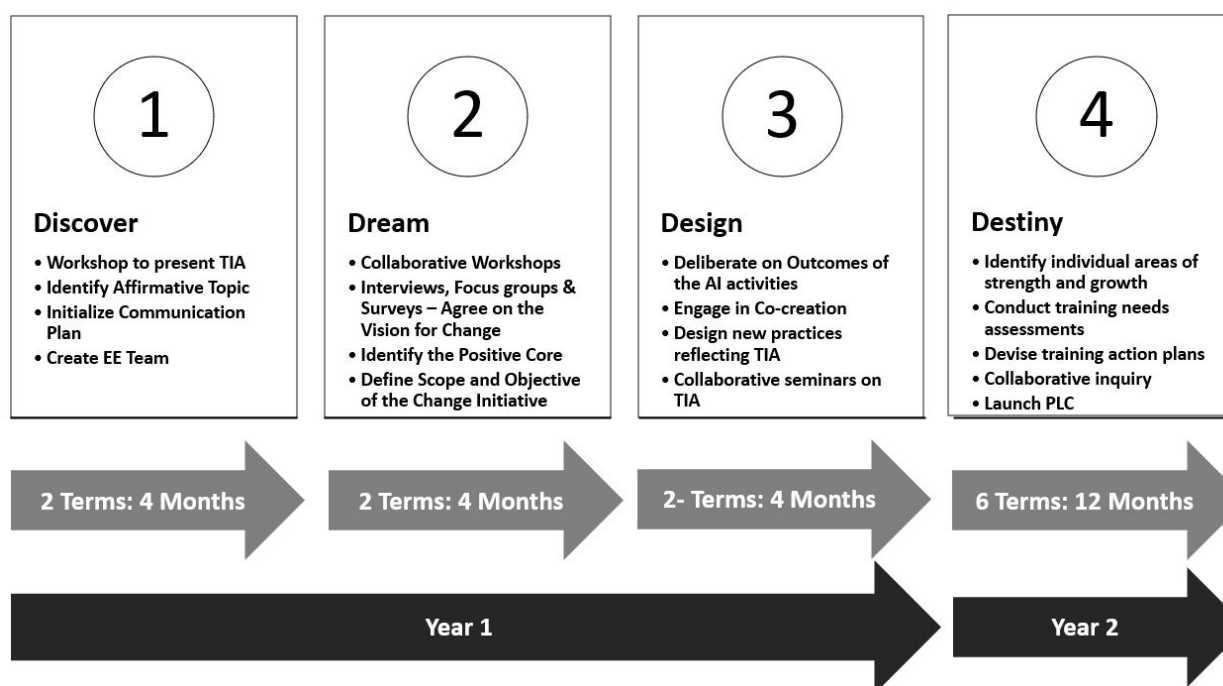 1
Discover
• Workshop to present TIA
• Identify Affirmative Topic
• Initialize Communication
Plan
• Create EE Team
2
Dream
• Collaborative Workshops
• Interviews, Focus groups &
Surveys – Agree on the
Vision for Change
• Identify the Positive Core
• Define Scope and Objective
of the Change Initiative
3
Design
• Deliberate on Outcomes of
the AI activities
• Engage in Co-creation
• Design new practices
reflecting TIA
• Collaborative seminars on
TIA
4
Destiny
• Identify individual areas of
strength and growth
• Conduct training needs
assessments
• Devise training action plans
• Collaborative inquiry
• Launch PLC
2 Terms: 4 Months
2 Terms: 4 Months
2- Terms: 4 Months
6 Terms: 12 Months
Year 1
Year 2